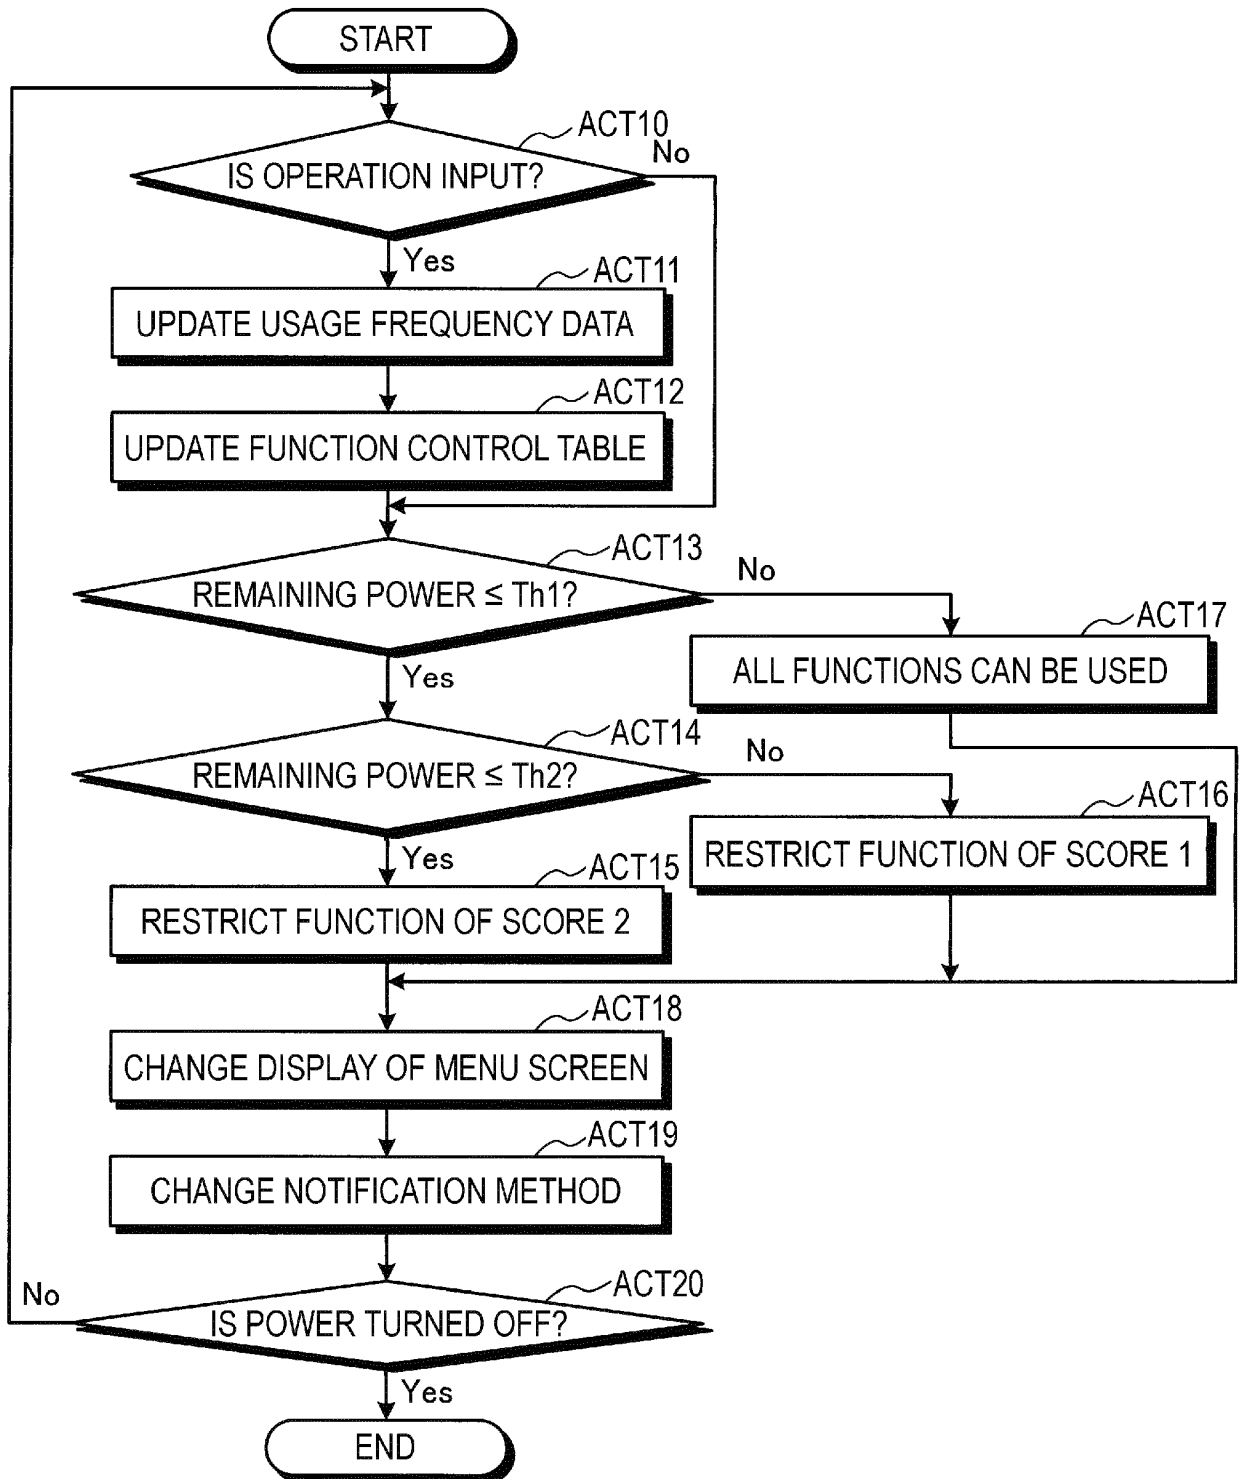 START
ACT10
IS OPERATION INPUT?
No
Yes
ACT11
UPDATE USAGE FREQUENCY DATA
ACT12
UPDATE FUNCTION CONTROL TABLE
ACT13
REMAINING POWER ≤ Th1?
No
Yes
ACT17
ALL FUNCTIONS CAN BE USED
ACT14
REMAINING POWER ≤ Th2?
No
Yes
ACT16
RESTRICT FUNCTION OF SCORE 1
ACT15
RESTRICT FUNCTION OF SCORE 2
ACT18
CHANGE DISPLAY OF MENU SCREEN
ACT19
CHANGE NOTIFICATION METHOD
ACT20
IS POWER TURNED OFF?
No
Yes
END